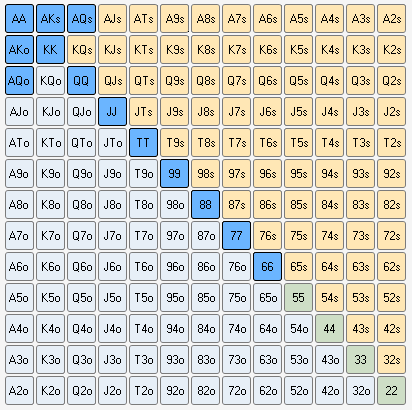 AA AKs AQs AJs ATs A9s A8s A7s A6s A5s A4s A3s A2s
AKo KK KQs KJs KTs K9s K8s K7s K6s K5s K4s K3s K2s
AQo KQo QQ QJs QTs Q9s Q8s Q7s Q6s Q5s Q4s Q3s Q2s
AJo KJo QJo JJ JTs J9s J8s J7s J6s J5s J4s J3s J2s
ATo KTo QTo JTo TT T9s T8s T7s T6s T5s T4s T3s T2s
A9o K9o Q9o J9o T9o 99 98s 97s 96s 95s 94s 93s 92s
A8o K8o Q8o J8o T8o 98o 88 87s 86s 85s 84s 83s 82s
A7o K7o Q7o J7o T7o 97o 87o 77 76s 75s 74s 73s 72s
A6o K6o Q6o J6o T6o 96o 86o 76o 66 65s 64s 63s 62s
A5o K5o Q5o J5o T5o 95o 85o 75o 65o 55 54s 53s 52s
A4o K4o Q4o J4o T4o 94o 84o 74o 64o 54o 44 43s 42s
A3o K3o Q3o J3o T3o 93o 83o 73o 63o 53o 43o 33 32s
A2o K2o Q2o J2o T2o 92o 82o 72o 62o 52o 42o 32o 22